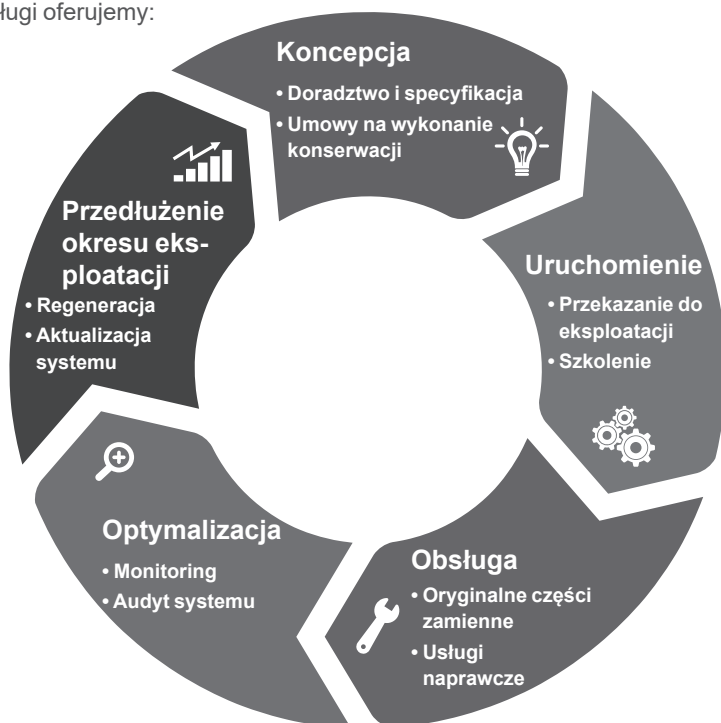 ługi oferujemy:
Koncepcja
• Doradztwo i specyfikacja
• Umowy na wykonanie
konserwacji
Uruchomienie
• Przekazanie do
eksploatacji
• Szkolenie
Obsługa
• Oryginalne części
zamienne
• Usługi
naprawcze
Optymalizacja
• Monitoring
• Audyt systemu
Przedłużenie
okresu eks-
ploatacji
• Regeneracja
• Aktualizacja
systemu